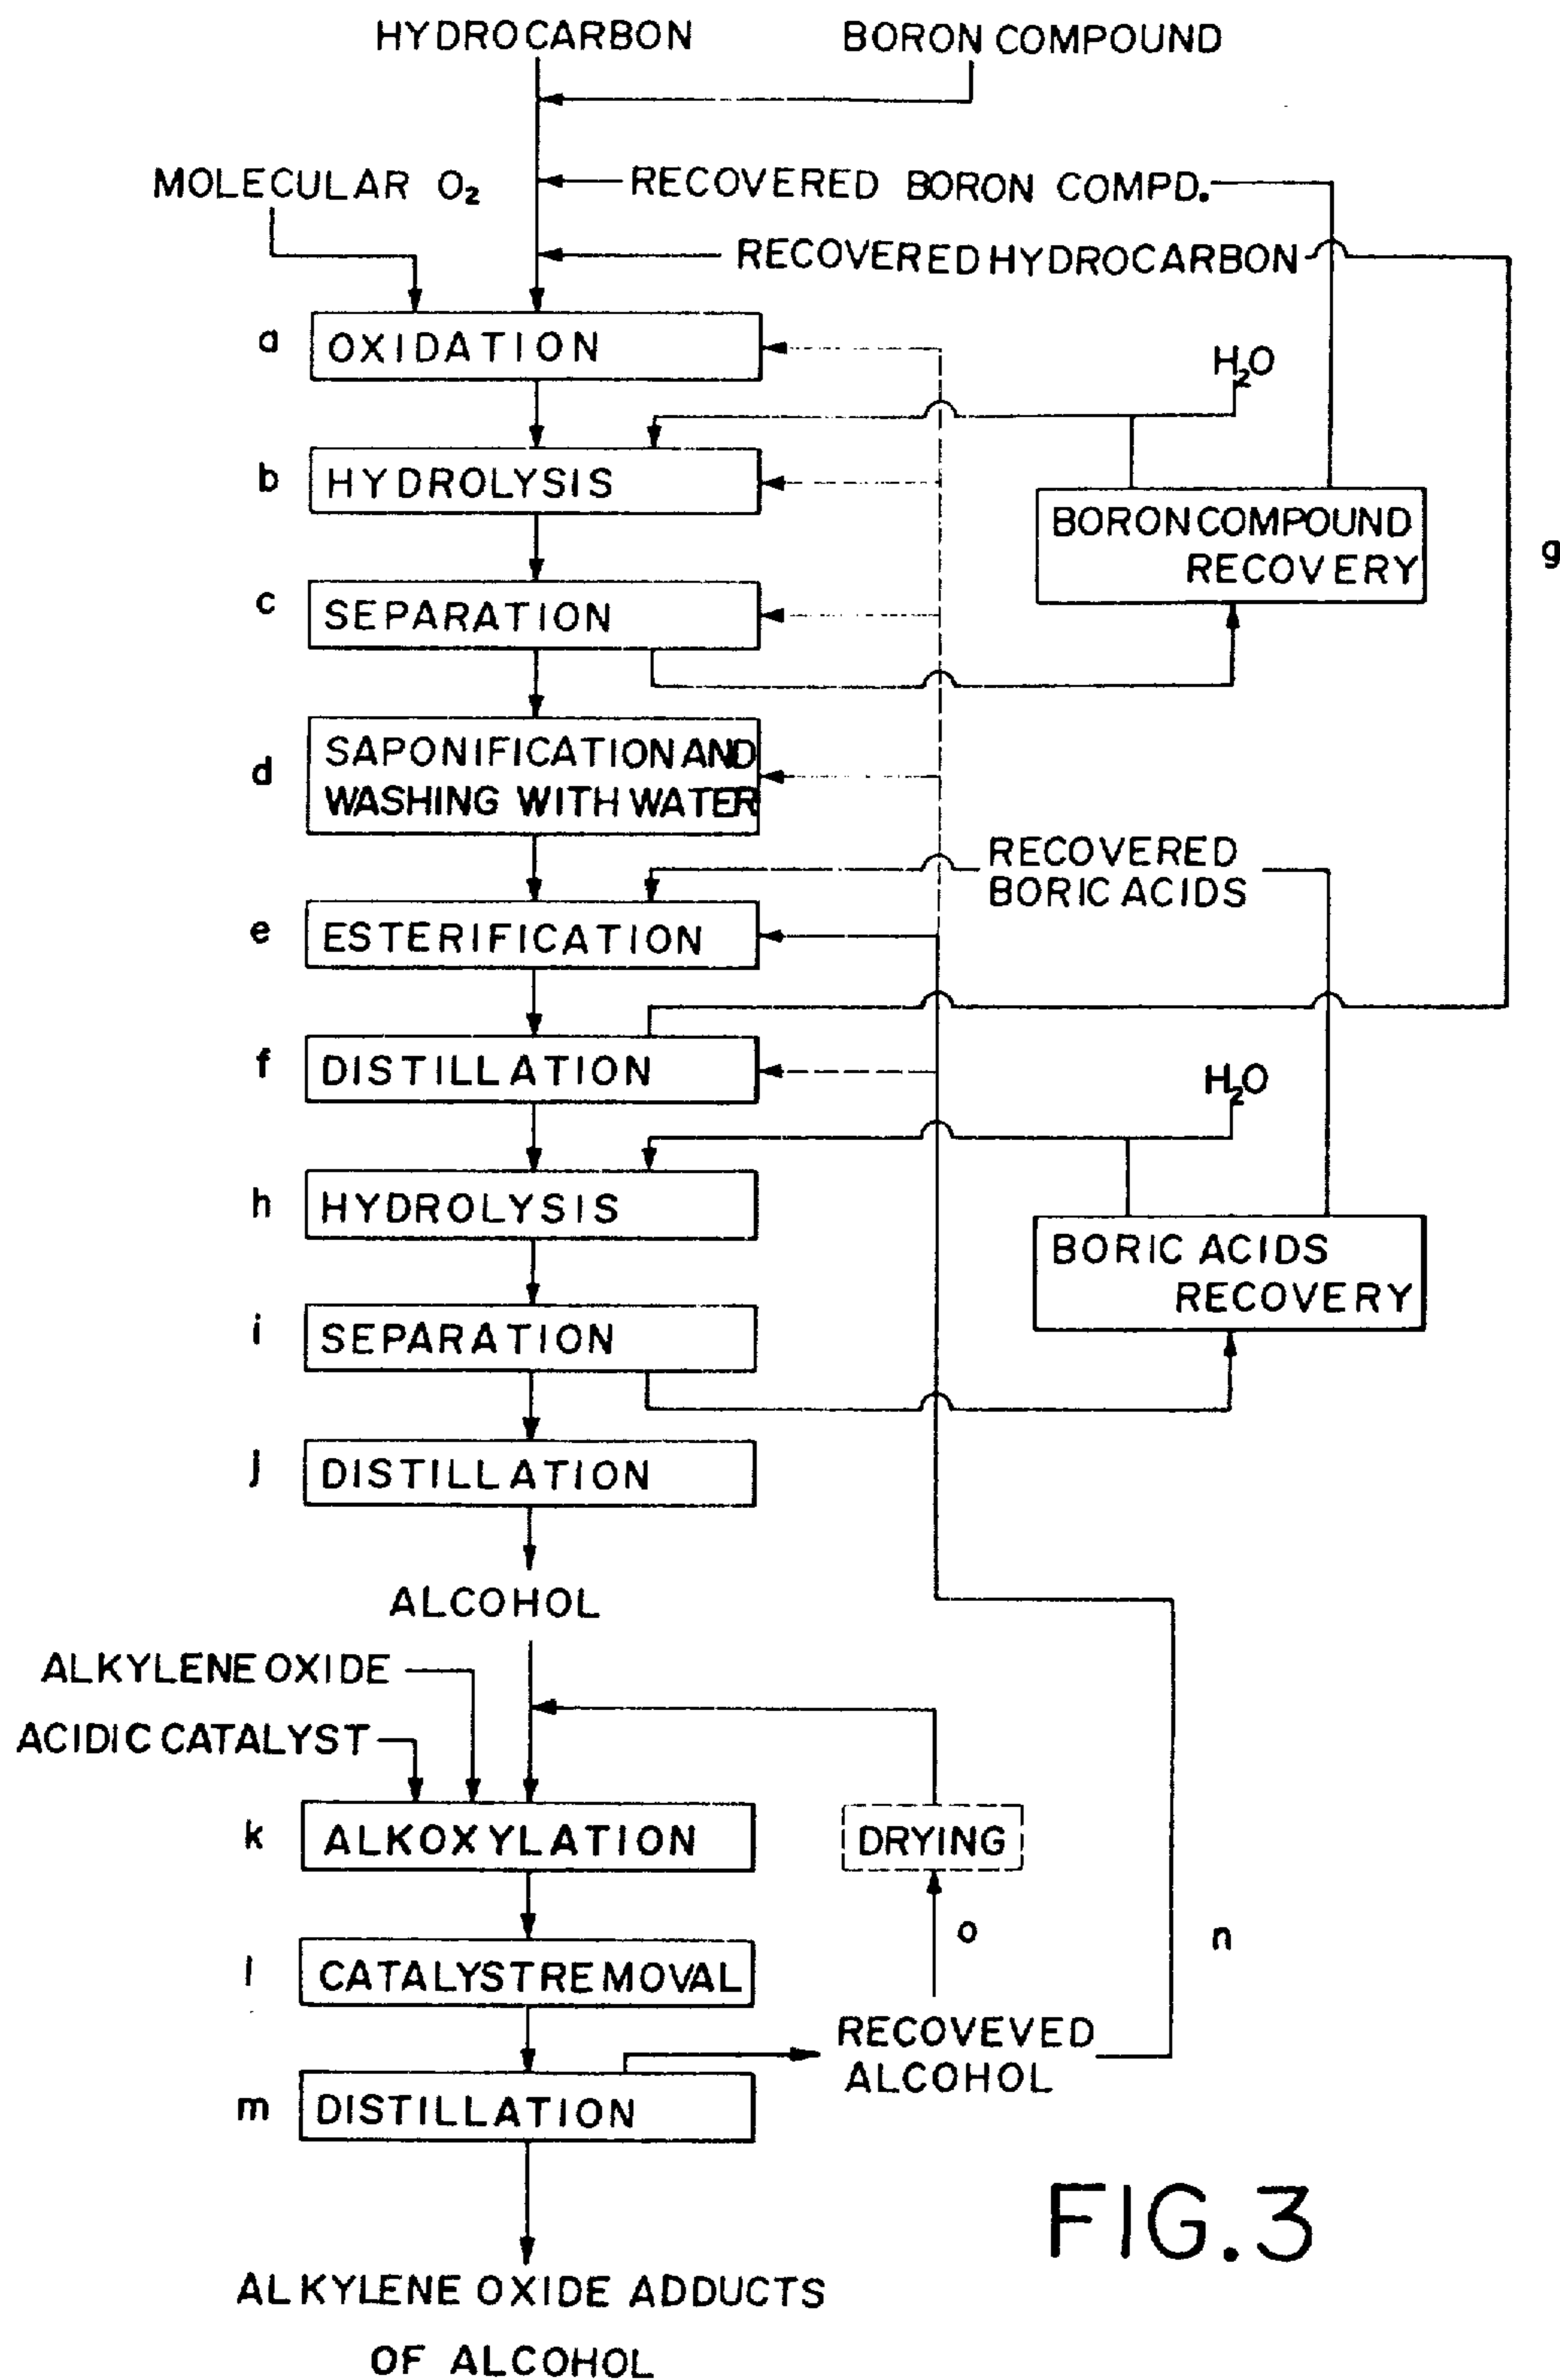 HYDROCARBON
BORON COMPOUND
MOLECULAR O₂
RECOVERED BORON COMPD.
RECOVERED HYDROCARBON
a
OXIDATION
H₂O
b
HYDROLYSIS
BORON COMPOUND
RECOVERY
g
c
SEPARATION
d
SAPONIFICATION AND
WASHING WITH WATER
RECOVERED
BORIC ACIDS
e
ESTERIFICATION
f
DISTILLATION
H₂O
h
HYDROLYSIS
BORIC ACIDS
RECOVERY
i
SEPARATION
j
DISTILLATION
ALCOHOL
ALKYLENE OXIDE
ACIDIC CATALYST
k
ALKOXYLATION
DRYING
o
n
l
CATALYST REMOVAL
RECOVEVED
ALCOHOL
m
DISTILLATION
FIG. 3
ALKYLENE OXIDE ADDUCTS
OF ALCOHOL